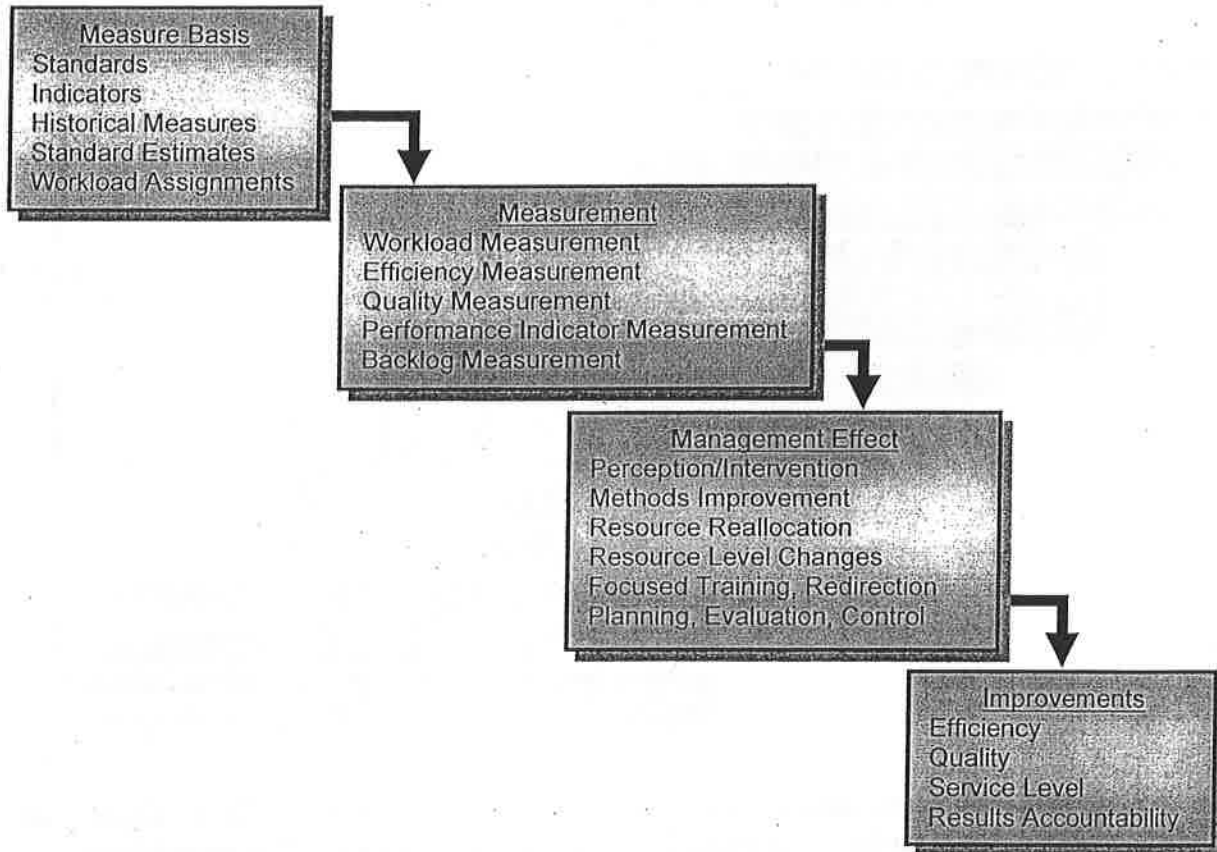 Measure Basis
Standards
Indicators
Historical Measures
Standard Estimates
Workload Assignments
Measurement
Workload Measurement
Efficiency Measurement
Quality Measurement
Performance Indicator Measurement
Backlog Measurement
Management Effect
Perception/Intervention
Methods Improvement
Resource Reallocation
Resource Level Changes
Focused Training, Redirection
Planning, Evaluation, Control
Improvements
Efficiency
Quality
Service Level
Results Accountability